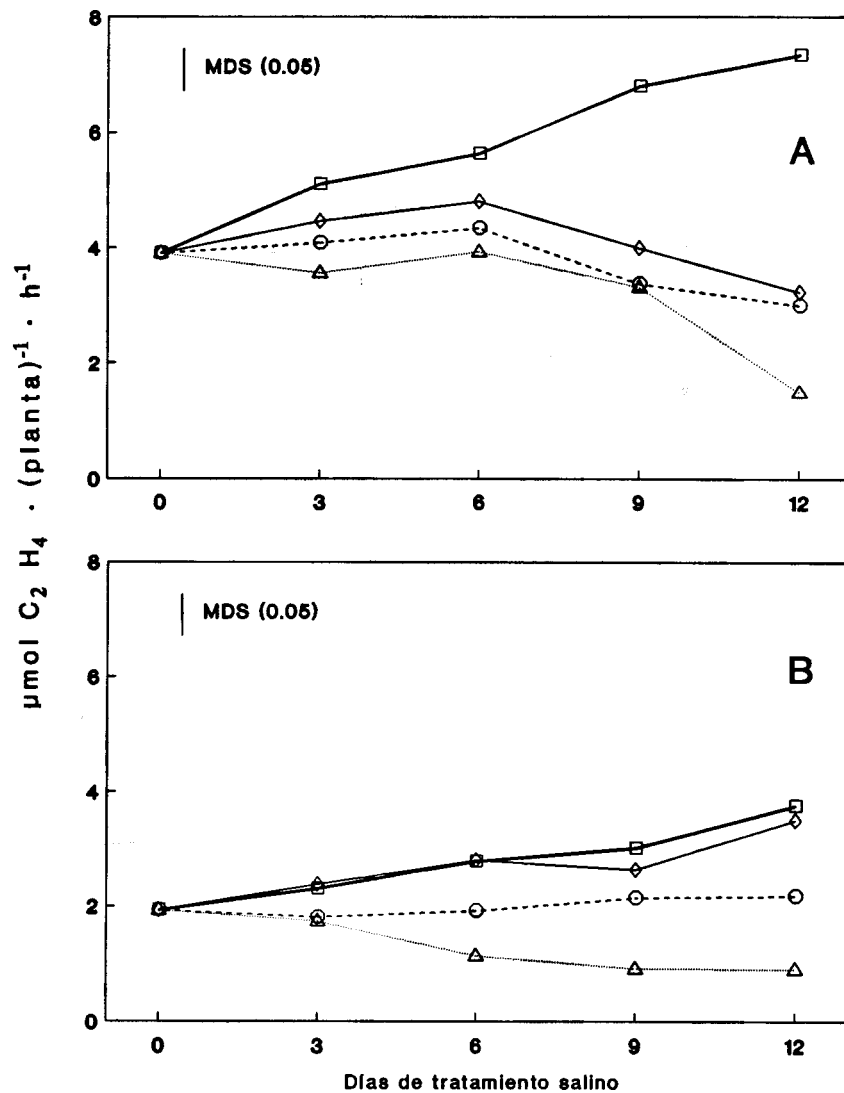 8
MDS (0.05)
6
A
4
2
0
0 3 6 9 12
µmol C₂ H₄ · (planta)⁻¹ · h⁻¹
8
MDS (0.05)
6
B
4
2
0
0 3 6 9 12
Días de tratamiento salino